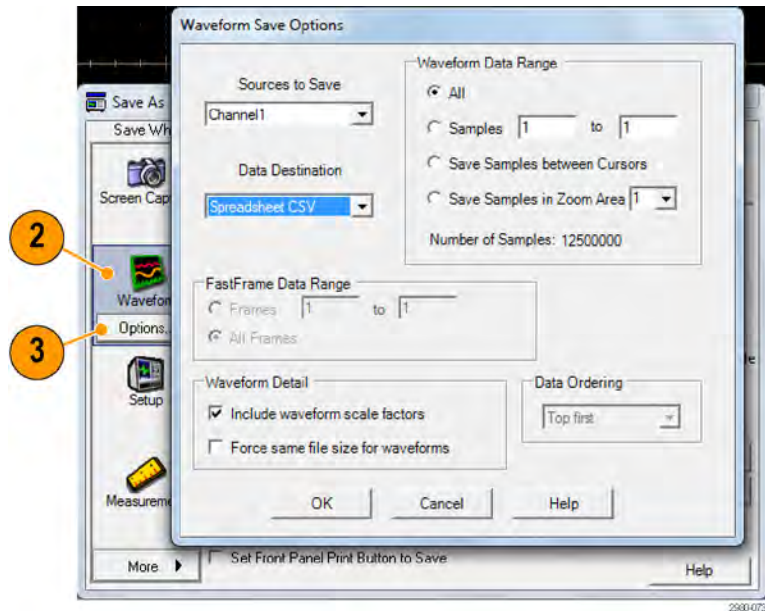 Waveform Save Options
Save As
Save Wh
Screen Cap
2
Wavefor
Options..
3
Setup
Measureme
More
Sources to Save
Channel1
Data Destination
Spreadsheet CSV
Waveform Data Range
All
Samples 1 to 1
Save Samples between Cursors
Save Samples in Zoom Area 1
Number of Samples: 12500000
FastFrame Data Range
Frames 1 to 1
All Frames
Waveform Detail
Include waveform scale factors
Force same file size for waveforms
Data Ordering
Top first
OK Cancel Help
Set Front Panel Print Button to Save
Help
2980-073